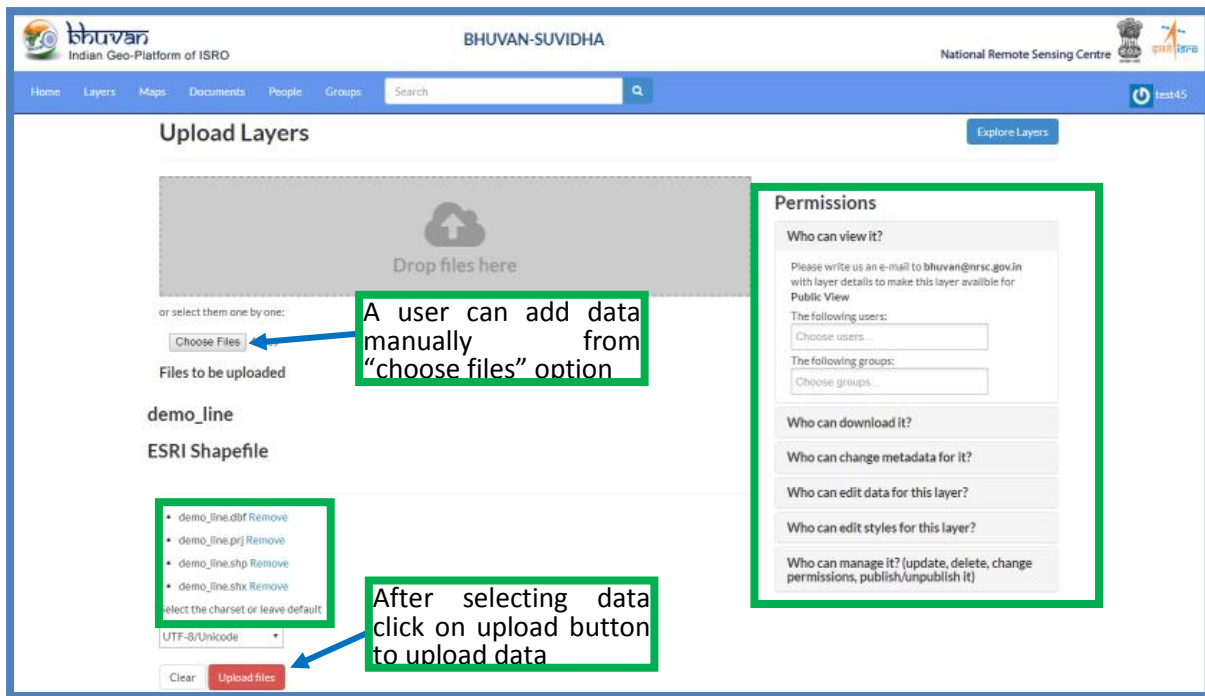 bhuvan
Indian Geo-Platform of ISRO
BHUVAN-SUVIDHA
National Remote Sensing Centre
इसरो isro
Home Layers Maps Documents People Groups Search
test45
Upload Layers
Explore Layers
Drop files here
or select them one by one:
Choose Files
A user can add data
manually from
“choose files” option
Files to be uploaded
demo_line
ESRI Shapefile
demo_line.dbf Remove
demo_line.prj Remove
demo_line.shp Remove
demo_line.shx Remove
Select the charset or leave default
UTF-8/Unicode
Clear Upload files
After selecting data
click on upload button
to upload data
Permissions
Who can view it?
Please write us an e-mail to bhuvan@nrsc.gov.in
with layer details to make this layer availble for
Public View
The following users:
Choose users...
The following groups:
Choose groups...
Who can download it?
Who can change metadata for it?
Who can edit data for this layer?
Who can edit styles for this layer?
Who can manage it? (update, delete, change
permissions, publish/unpublish it)